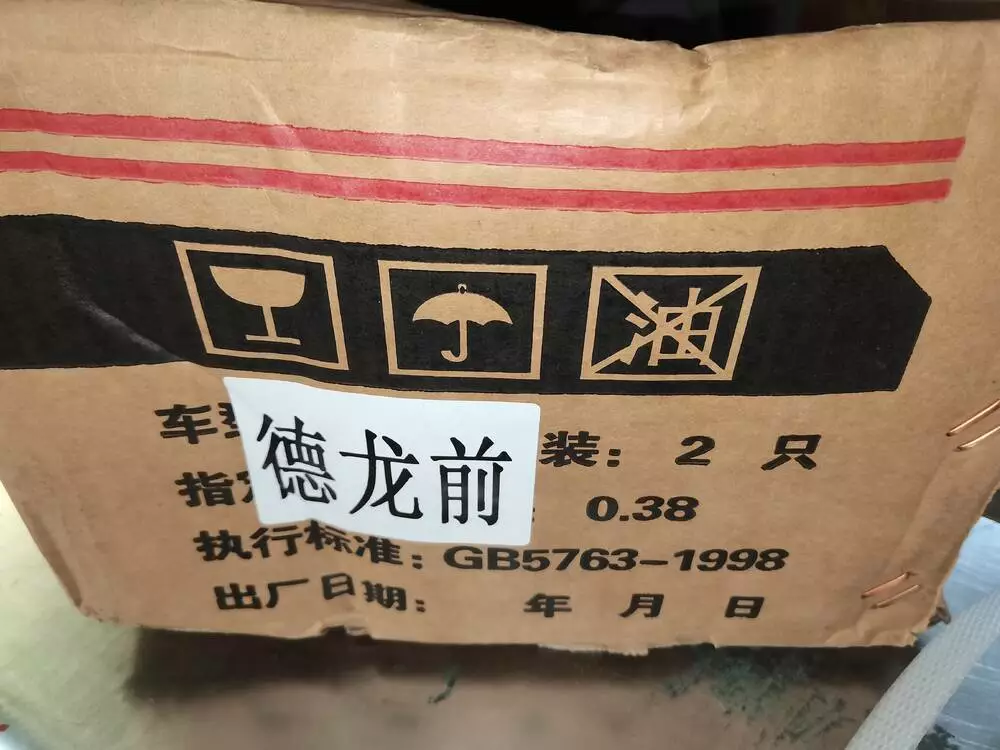 油
车
德龙前
装: 2 只
指
: 0.38
执行标准: GB5763-1998
出厂日期: 年 月 日